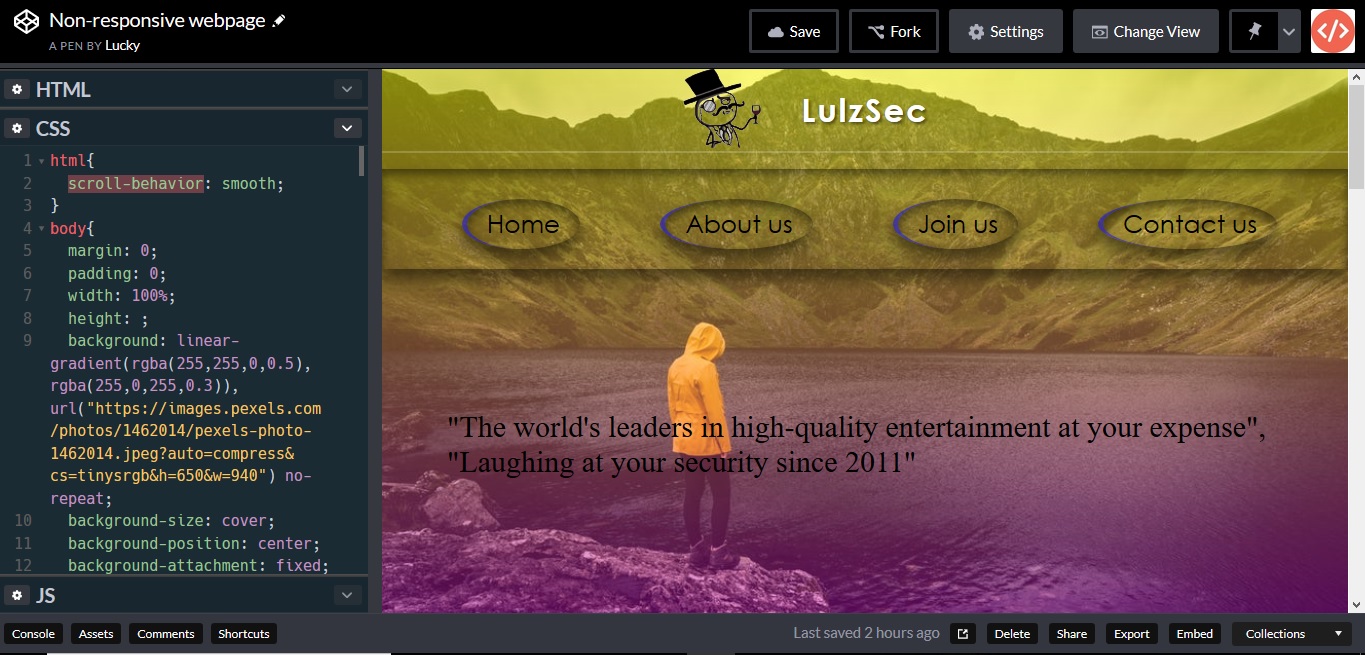 Non-responsive webpage
A PEN BY Lucky
Save
Fork
Settings
Change View
HTML
CSS
1 html{
2 scroll-behavior: smooth;
3 }
4 body{
5 margin: 0;
6 padding: 0;
7 width: 100%;
8 height: ;
9 background: linear-
gradient(rgba(255,255,0,0.5),
rgba(255,0,255,0.3)),
url("https://images.pexels.com
/photos/1462014/pexels-photo-
1462014.jpeg?auto=compress&
cs=tinysrgb&h=650&w=940") no-
repeat;
10 background-size: cover;
11 background-position: center;
12 background-attachment: fixed;
JS
LulzSec
Home About us Join us Contact us
"The world's leaders in high-quality entertainment at your expense",
"Laughing at your security since 2011"
Console Assets Comments Shortcuts
Last saved 2 hours ago
Delete Share Export Embed Collections